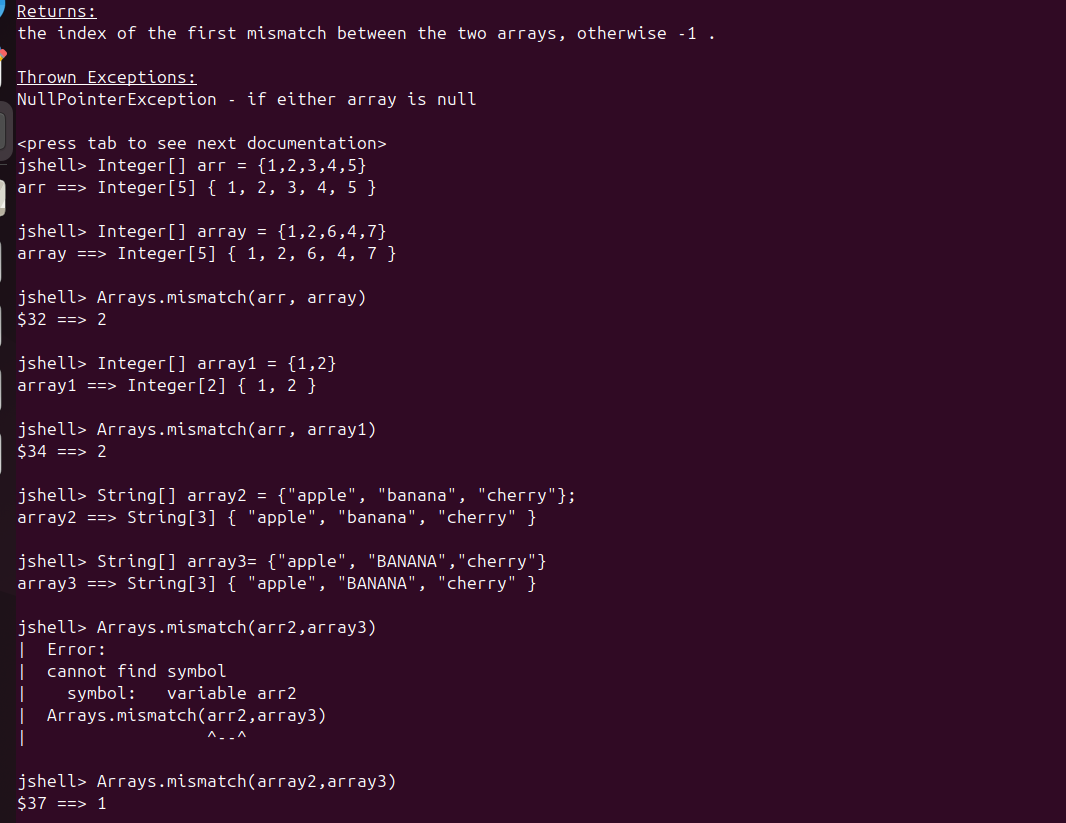 Returns:
the index of the first mismatch between the two arrays, otherwise -1 .
Thrown Exceptions:
NullPointerException - if either array is null
<press tab to see next documentation>
jshell> Integer[] arr = {1,2,3,4,5}
arr ==> Integer[5] { 1, 2, 3, 4, 5 }
jshell> Integer[] array = {1,2,6,4,7}
array ==> Integer[5] { 1, 2, 6, 4, 7 }
jshell> Arrays.mismatch(arr, array)
$32 ==> 2
jshell> Integer[] array1 = {1,2}
array1 ==> Integer[2] { 1, 2 }
jshell> Arrays.mismatch(arr, array1)
$34 ==> 2
jshell> String[] array2 = {"apple", "banana", "cherry"};
array2 ==> String[3] { "apple", "banana", "cherry" }
jshell> String[] array3= {"apple", "BANANA","cherry"}
array3 ==> String[3] { "apple", "BANANA", "cherry" }
jshell> Arrays.mismatch(arr2,array3)
|  Error:
|  cannot find symbol
|    symbol:   variable arr2
|  Arrays.mismatch(arr2,array3)
|                  ^--^
jshell> Arrays.mismatch(array2,array3)
$37 ==> 1